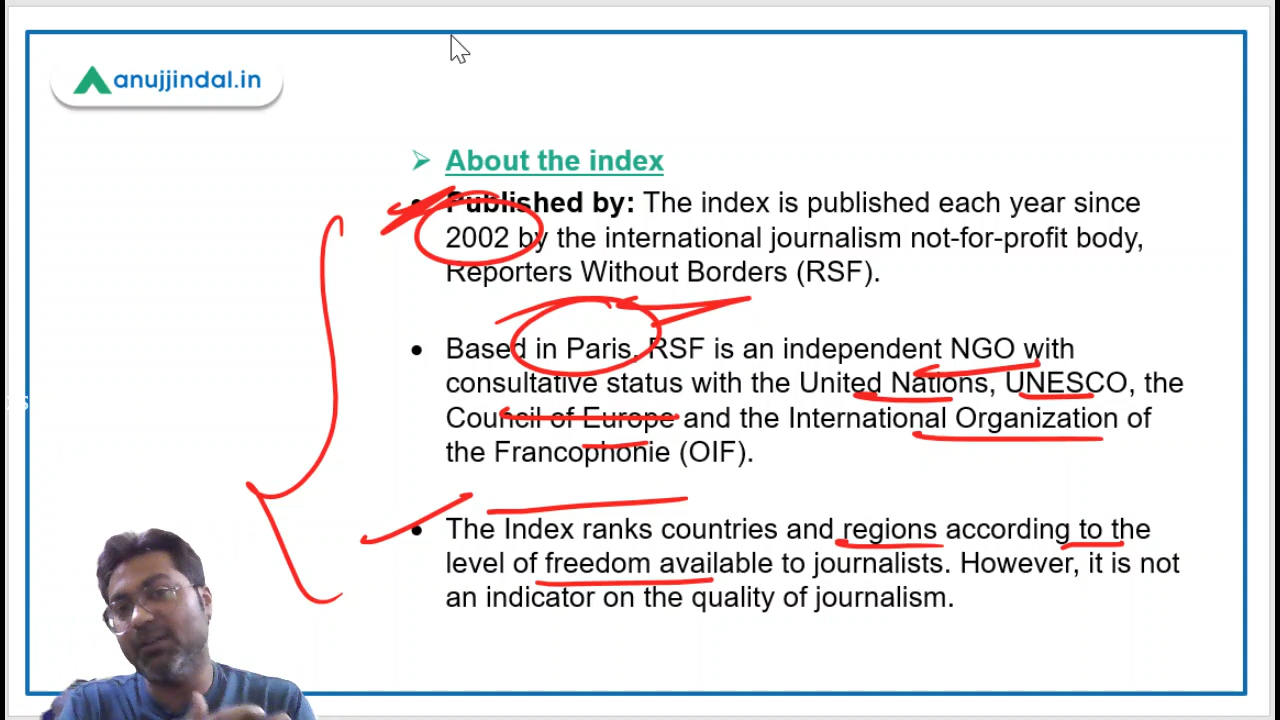 anujjindal.in
About the index
Published by: The index is published each year since
2002 by the international journalism not-for-profit body,
Reporters Without Borders (RSF).
Based in Paris, RSF is an independent NGO with
consultative status with the United Nations, UNESCO, the
Council of Europe and the International Organization of
the Francophonie (OIF).
The Index ranks countries and regions according to the
level of freedom available to journalists. However, it is not
an indicator on the quality of journalism.